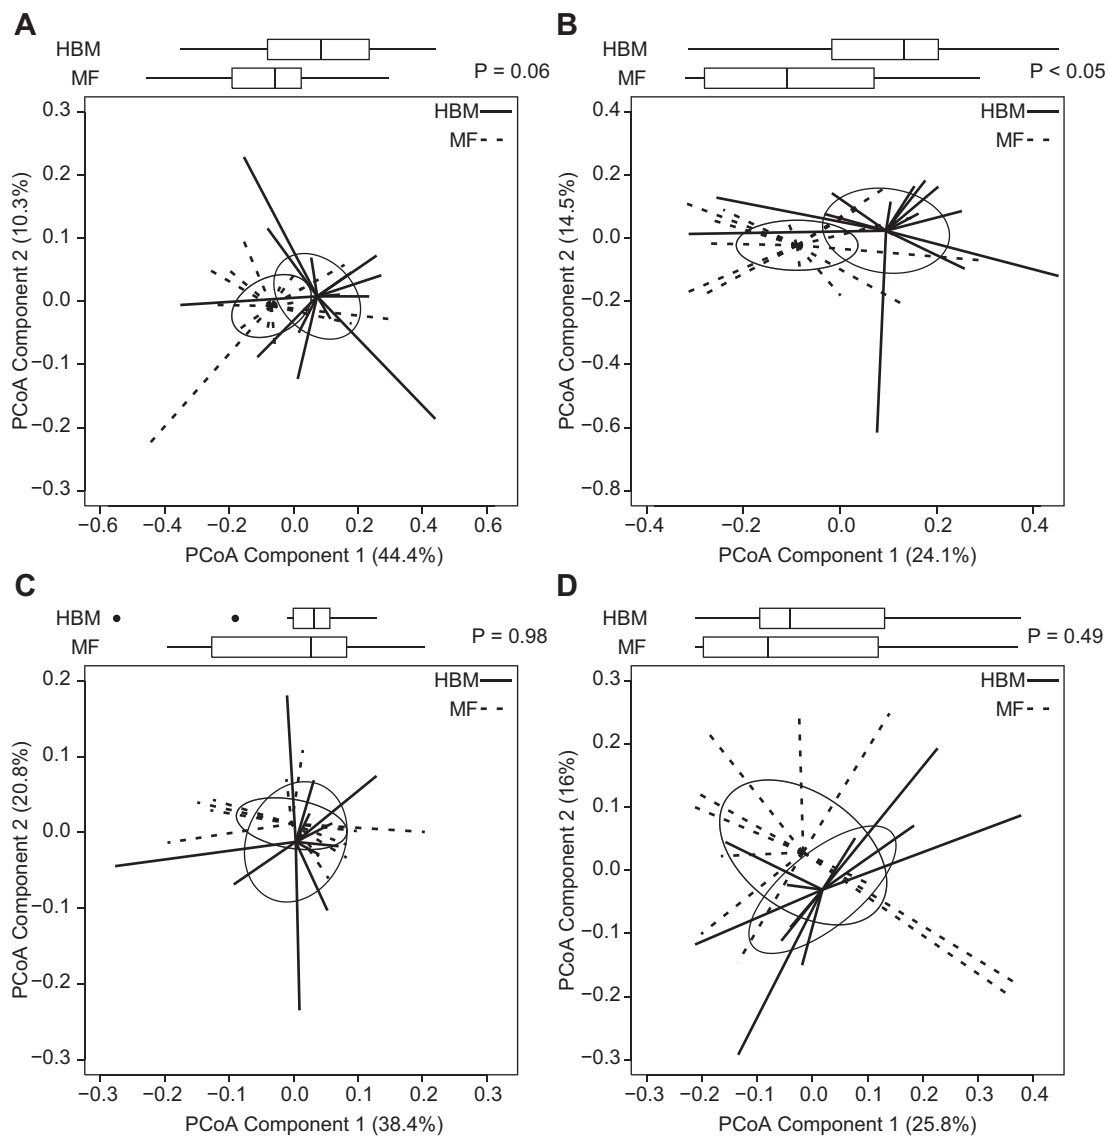 A
HBM
MF
P = 0.06
HBM
MF
0.3
0.2
0.1
0.0
−0.1
−0.2
−0.3
PCoA Component 2 (10.3%)
−0.6 −0.4 −0.2 0.0 0.2 0.4 0.6
PCoA Component 1 (44.4%)
B
HBM
MF
P < 0.05
HBM
MF
0.4
0.2
0.0
−0.2
−0.4
−0.6
−0.8
PCoA Component 2 (14.5%)
−0.4 −0.2 0.0 0.2 0.4
PCoA Component 1 (24.1%)
C
HBM
MF
P = 0.98
HBM
MF
0.2
0.1
0.0
−0.1
−0.2
−0.3
PCoA Component 2 (20.8%)
−0.3 −0.2 −0.1 0.0 0.1 0.2 0.3
PCoA Component 1 (38.4%)
D
HBM
MF
P = 0.49
HBM
MF
0.3
0.2
0.1
0.0
−0.1
−0.2
−0.3
PCoA Component 2 (16%)
−0.3 −0.2 −0.1 0.0 0.1 0.2 0.3 0.4
PCoA Component 1 (25.8%)